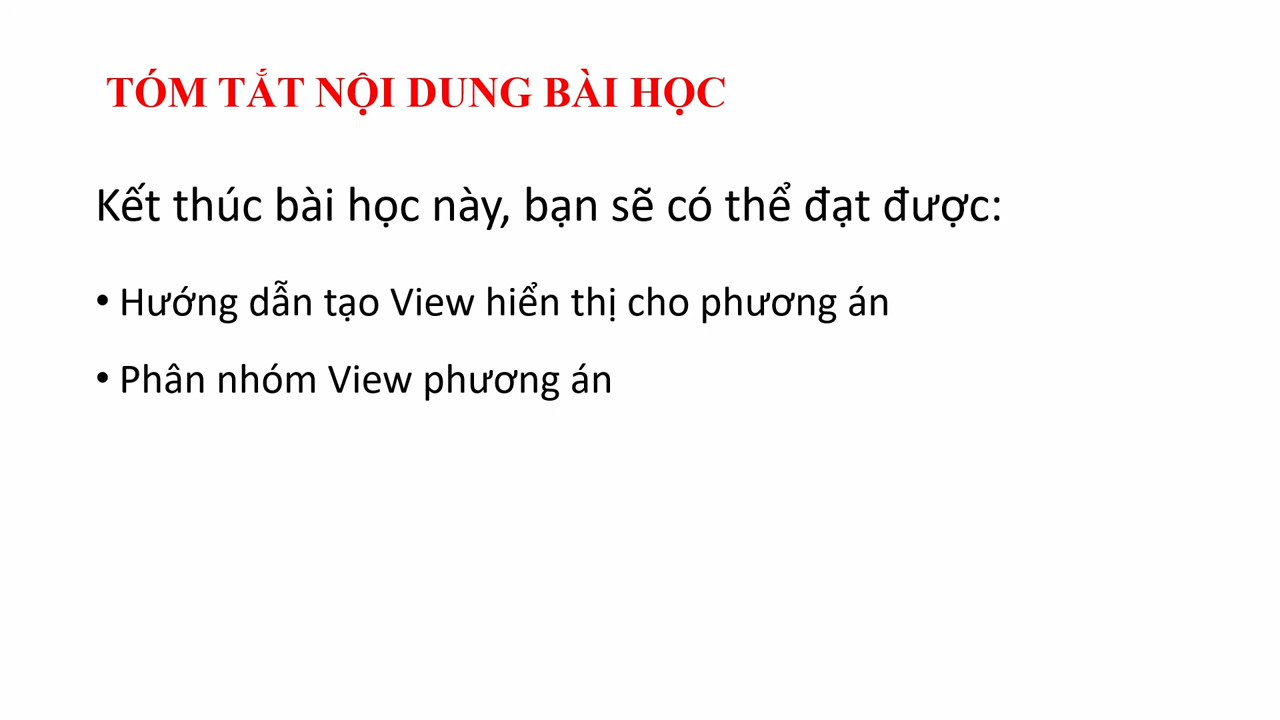 TÓM TẮT NỘI DUNG BÀI HỌC
Kết thúc bài học này, bạn sẽ có thể đạt được:
• Hướng dẫn tạo View hiển thị cho phương án
• Phân nhóm View phương án